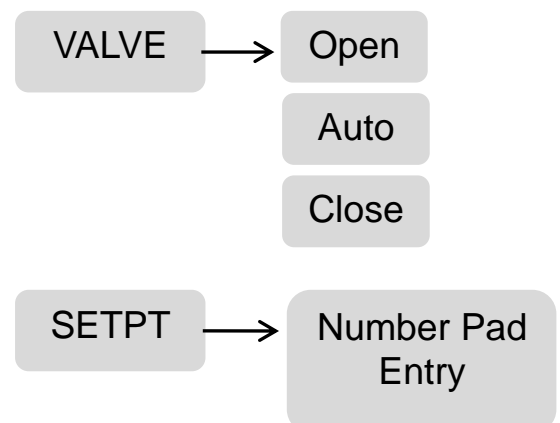 VALVE
Open
Auto
Close
SETPT
Number Pad
Entry